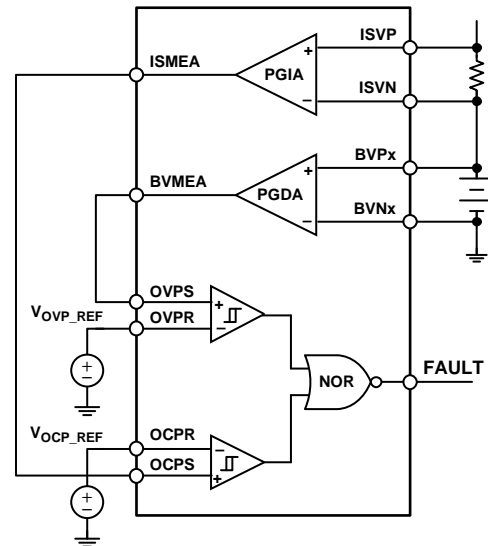 ISMEA
PGIA
+
−
ISVP
ISVN
BVMEA
PGDA
+
−
BVPx
BVNx
OVPS
OVPR
+
−
VOVP_REF
+
−
NOR
FAULT
VOCP_REF
OCPR
OCPS
−
+
+
−